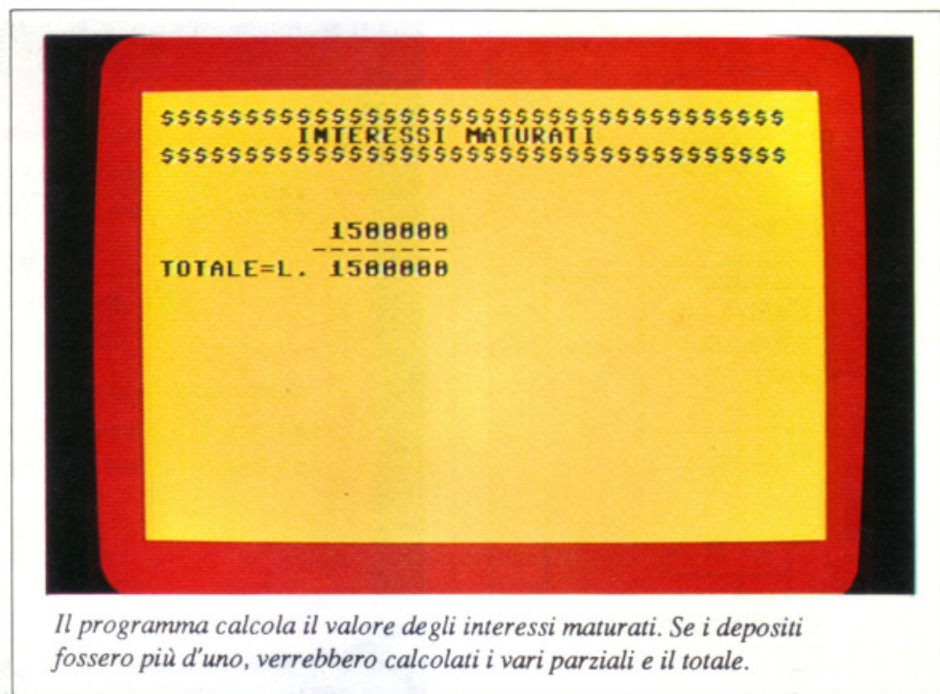 $$$$$$$$$$$$$$$$$$$$$$$$$$$$$$$$$$$$$
INTERESSI MATURATI
$$$$$$$$$$$$$$$$$$$$$$$$$$$$$$$$$$$$$
1500000
--------
TOTALE=L. 1500000
Il programma calcola il valore degli interessi maturati. Se i depositi
fossero più d'uno, verrebbero calcolati i vari parziali e il totale.